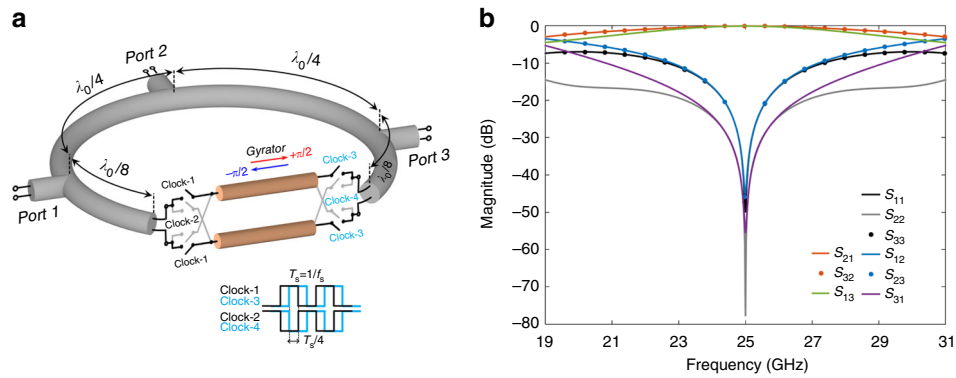 a
Port 2
λ₀/4
λ₀/4
λ₀/8
Gyrator
+π/2
−π/2
Clock-3
Clock-1
Clock-4
Clock-2
Clock-1
Clock-3
λ₀/8
Port 3
Port 1
Tₛ=1/fₛ
Clock-1
Clock-3
Clock-2
Clock-4
Tₛ/4
b
Magnitude (dB)
0
−10
−20
−30
−40
−50
−60
−70
−80
19
21
23
25
27
29
31
Frequency (GHz)
S₁₁
S₂₂
S₃₃
S₂₁
S₁₂
S₃₂
S₂₃
S₁₃
S₃₁